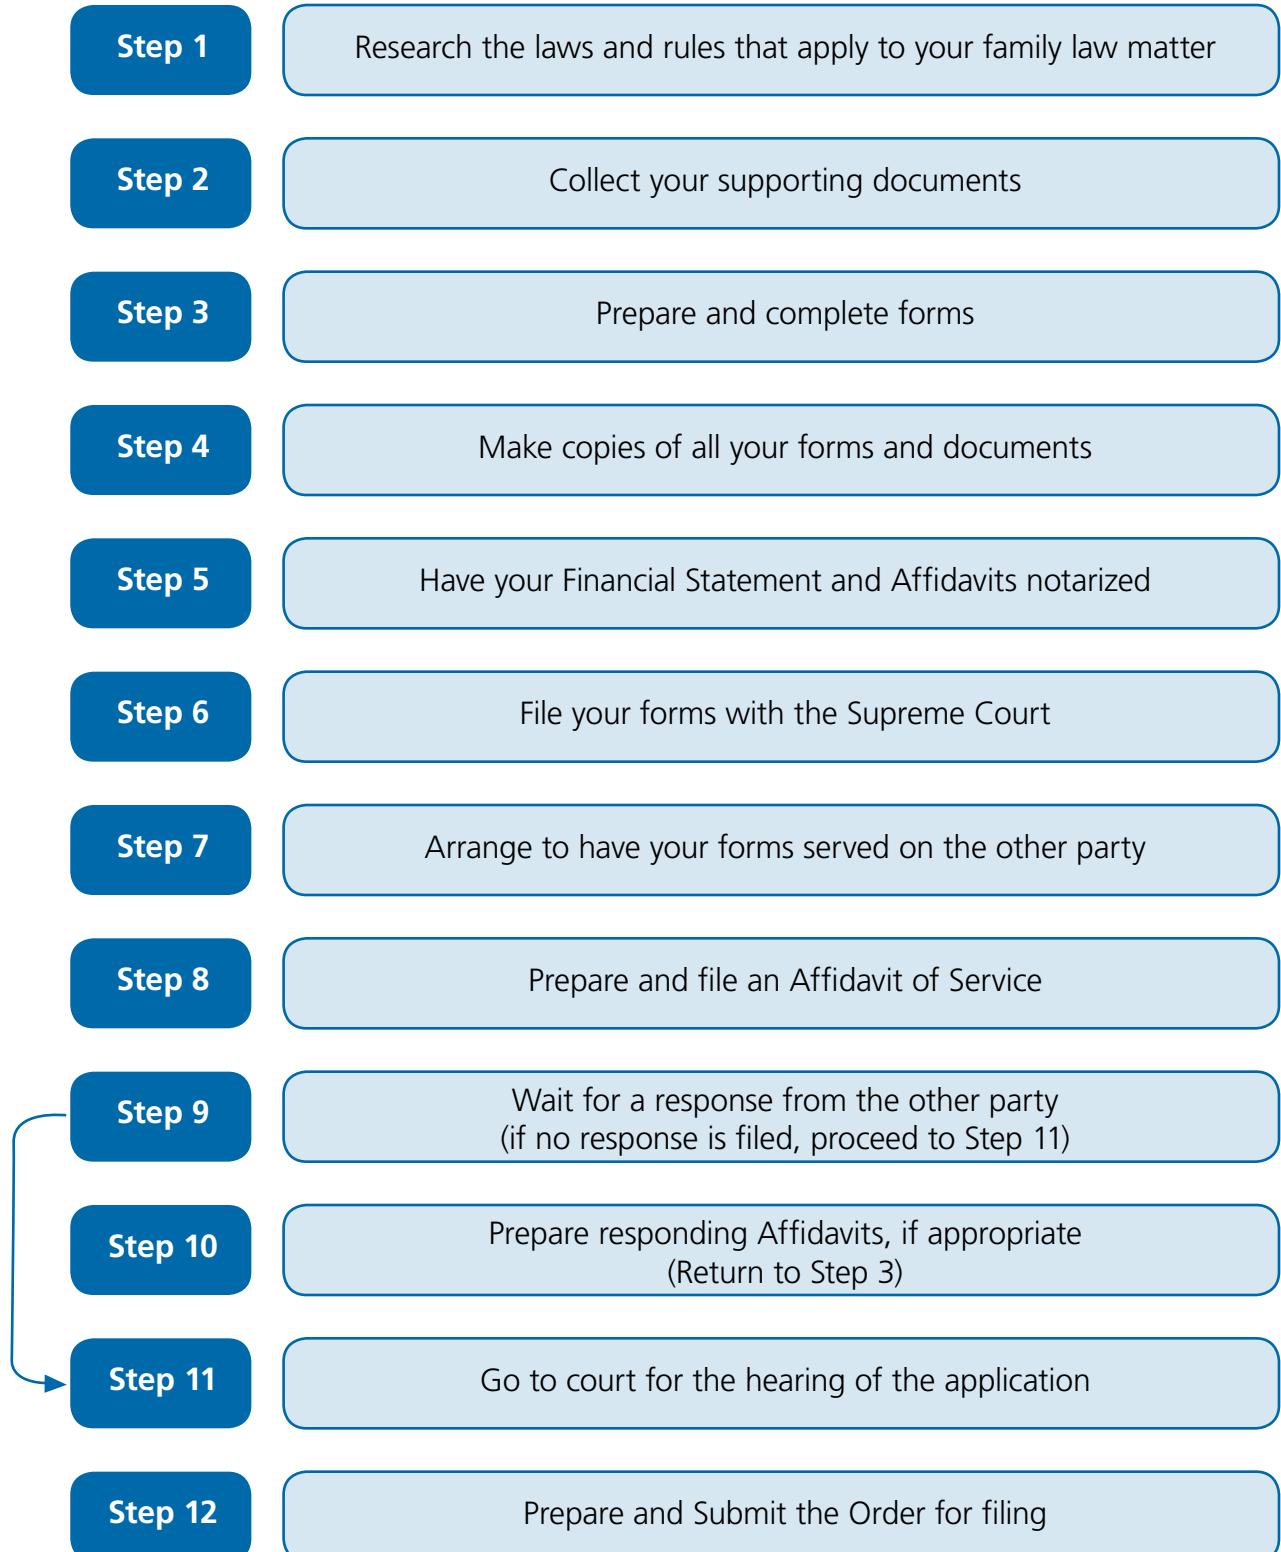 Step 1
Research the laws and rules that apply to your family law matter
Step 2
Collect your supporting documents
Step 3
Prepare and complete forms
Step 4
Make copies of all your forms and documents
Step 5
Have your Financial Statement and Affidavits notarized
Step 6
File your forms with the Supreme Court
Step 7
Arrange to have your forms served on the other party
Step 8
Prepare and file an Affidavit of Service
Step 9
Wait for a response from the other party
(if no response is filed, proceed to Step 11)
Step 10
Prepare responding Affidavits, if appropriate
(Return to Step 3)
Step 11
Go to court for the hearing of the application
Step 12
Prepare and Submit the Order for filing